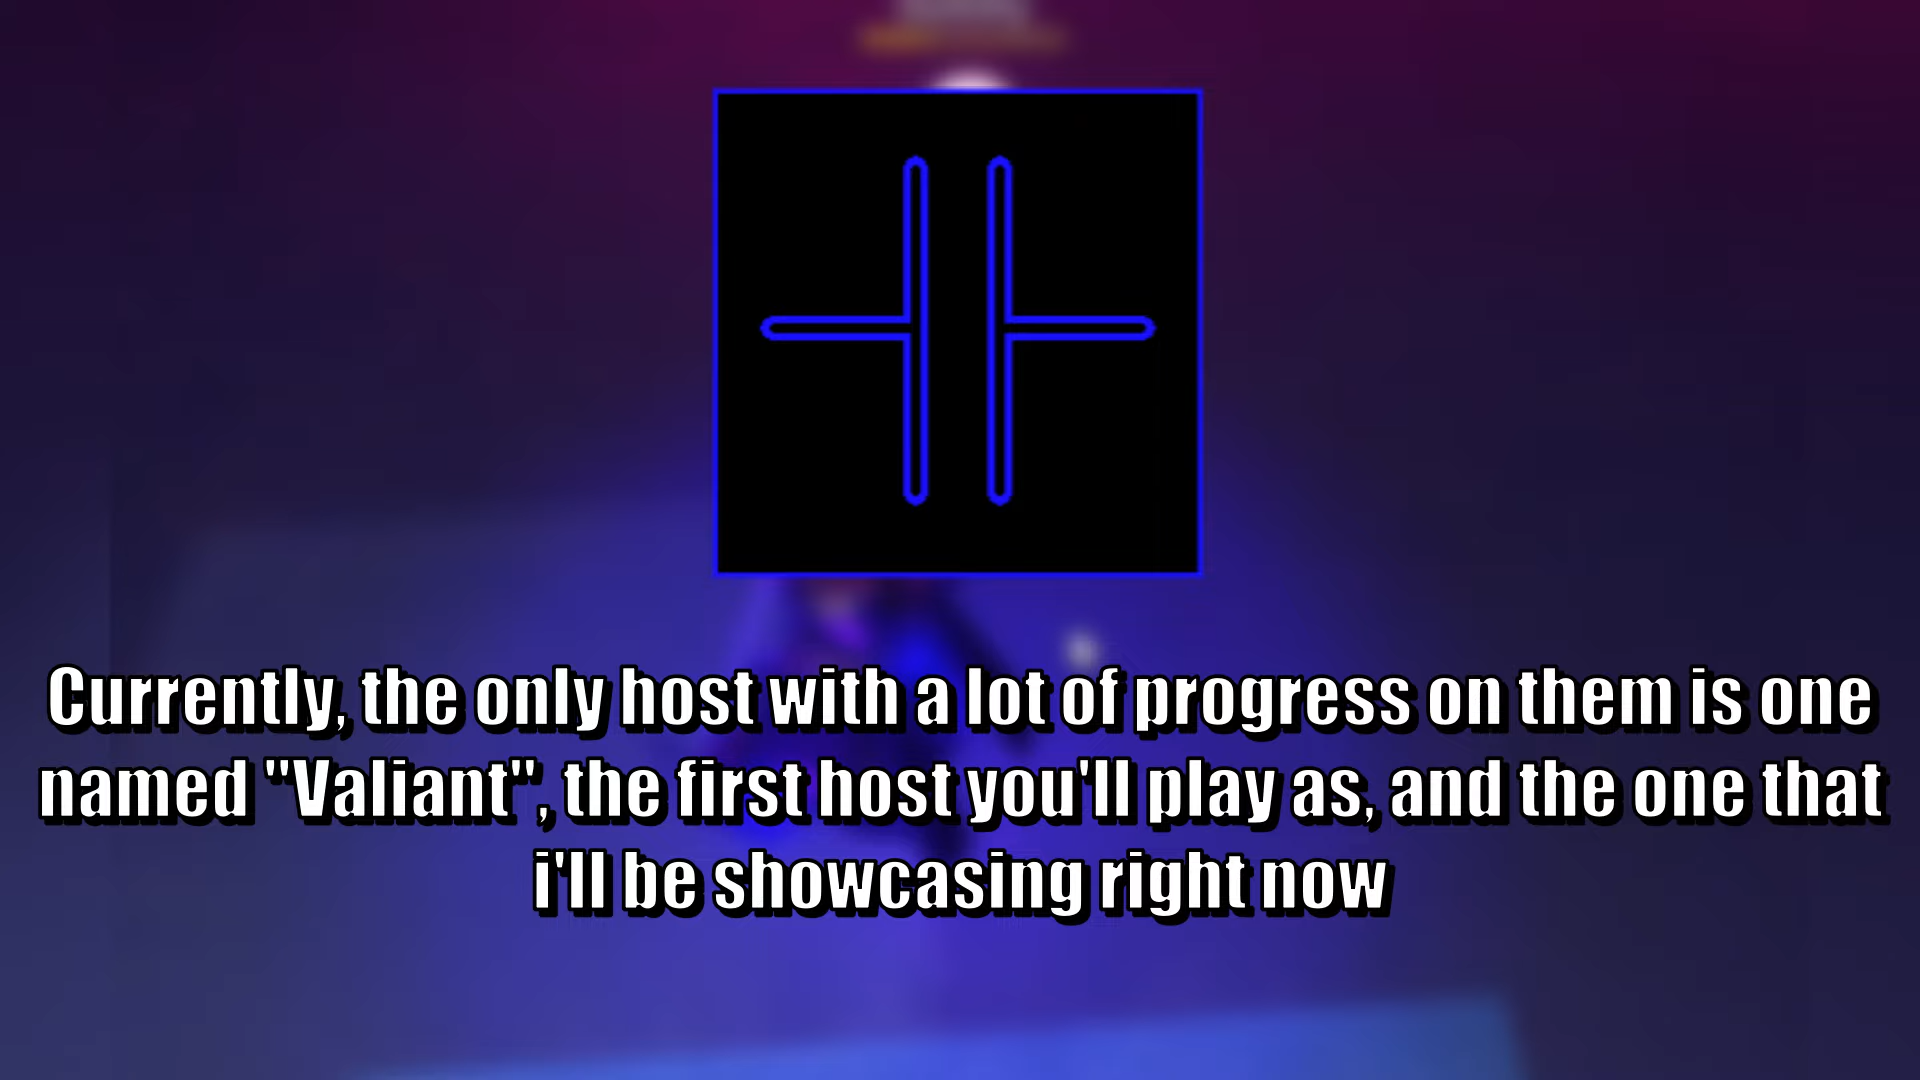 Currently, the only host with a lot of progress on them is one
named "Valiant", the first host you'll play as, and the one that
i'll be showcasing right now